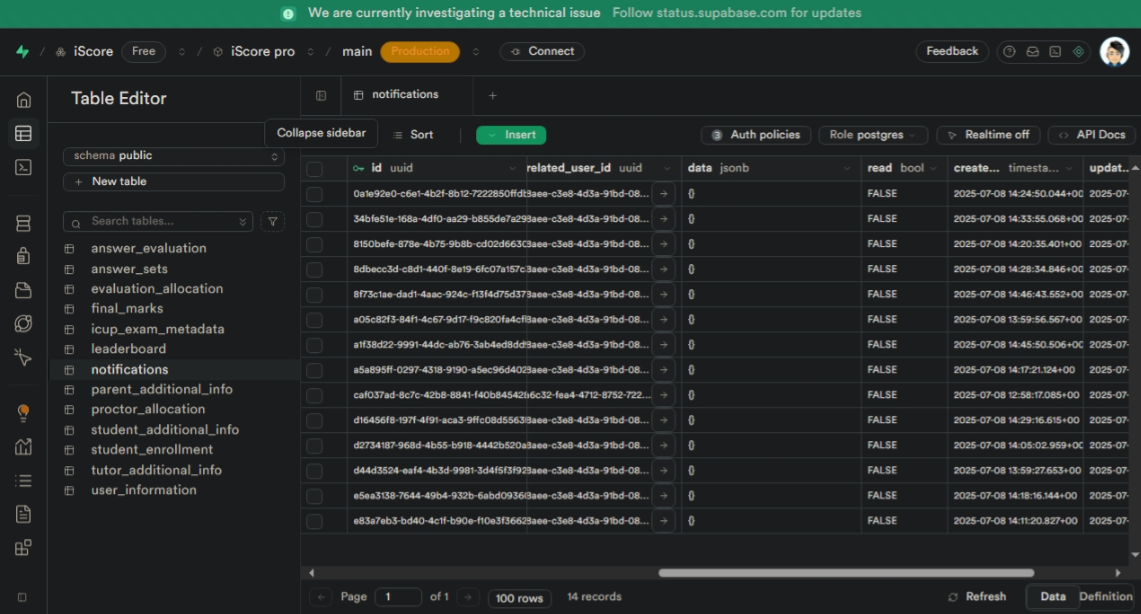 We are currently investigating a technical issue Follow status.supabase.com for updates
iScore Free / iScore pro / main Production Connect Feedback
Table Editor
notifications
Collapse sidebar
Sort Insert 3 Auth policies Role postgres Realtime off API Docs
schema public
New table
Search tables...
answer_evaluation
answer_sets
evaluation_allocation
final_marks
icup_exam_metadata
leaderboard
notifications
parent_additional_info
proctor_allocation
student_additional_info
student_enrollment
tutor_additional_info
user_information
id uuid related_user_id uuid data jsonb read bool create... timesta... updat...
0a1e92e0-c6e1-4b2f-8b12-7222850ffdb 3aee-c3e8-4d3a-91bd-08... {} FALSE 2025-07-08 14:24:50.044+00 2025-07-
34bfe51e-168a-4df0-aa29-b855de7a298 3aee-c3e8-4d3a-91bd-08... {} FALSE 2025-07-08 14:33:55.068+00 2025-07-
8150befe-878e-4b75-9b8b-cd02d6630 3aee-c3e8-4d3a-91bd-08... {} FALSE 2025-07-08 14:20:35.401+00 2025-07-
8dbecc3d-c8d1-440f-8e19-6fc07a157c 3aee-c3e8-4d3a-91bd-08... {} FALSE 2025-07-08 14:28:34.846+00 2025-07-
8f73c1ae-dad1-4aac-924c-f13f4d75d37 3aee-c3e8-4d3a-91bd-08... {} FALSE 2025-07-08 14:46:43.552+00 2025-07-
a05c82f3-84f1-4c67-9d17-f9c820fa4cf 3aee-c3e8-4d3a-91bd-08... {} FALSE 2025-07-08 13:59:56.567+00 2025-07-
a1f38d22-9991-44dc-ab76-3ab4ed8dd 3aee-c3e8-4d3a-91bd-08... {} FALSE 2025-07-08 14:45:50.506+00 2025-07-
a5a895ff-0297-4318-9190-a5ec96d402 3aee-c3e8-4d3a-91bd-08... {} FALSE 2025-07-08 14:17:21.124+00 2025-07-
caf037ad-8c7c-42b8-8841-f40b84542 a6c32-fea4-4712-8752-722... {} FALSE 2025-07-08 12:58:17.085+00 2025-07-
d16456f8-197f-4f91-aca3-9ffc08d5563 3aee-c3e8-4d3a-91bd-08... {} FALSE 2025-07-08 14:29:16.615+00 2025-07-
d2734187-968d-4b55-b918-4442b520a 3aee-c3e8-4d3a-91bd-08... {} FALSE 2025-07-08 14:05:02.959+00 2025-07-
d44d3524-eaf4-4b3d-9981-3d4f5f3f92 3aee-c3e8-4d3a-91bd-08... {} FALSE 2025-07-08 13:59:27.653+00 2025-07-
e5ea3138-7644-49b4-932b-6abd0936 3aee-c3e8-4d3a-91bd-08... {} FALSE 2025-07-08 14:18:16.144+00 2025-07-
e83a7eb3-bd40-4c1f-b90e-f10e3f3662 3aee-c3e8-4d3a-91bd-08... {} FALSE 2025-07-08 14:11:20.827+00 2025-07-
Page 1 of 1 100 rows 14 records Refresh Data Definition